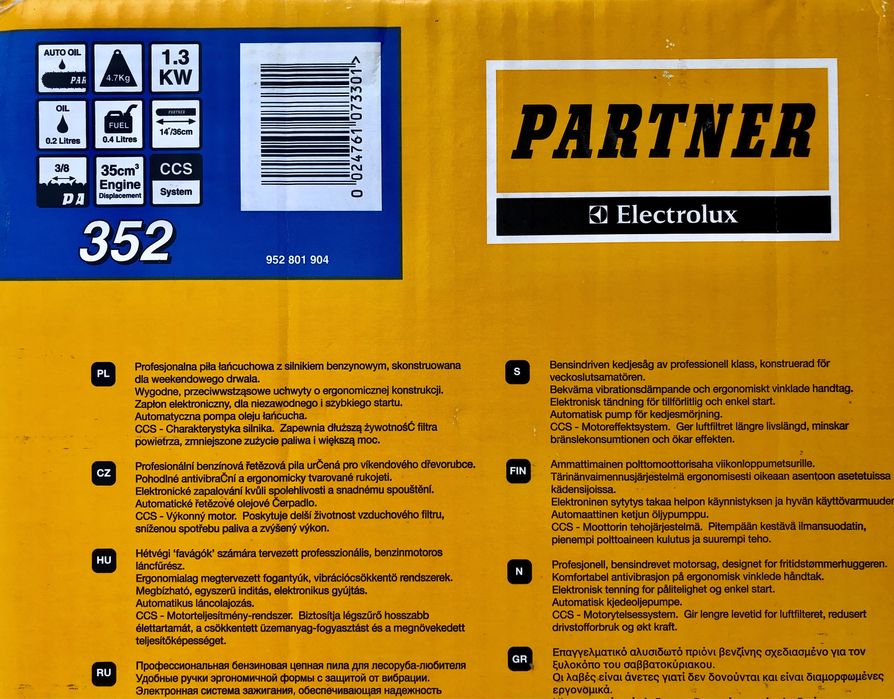 AUTO OIL
PAR
4.7Kg
1.3
KW
OIL
0.2 Litres
FUEL
0.4 Litres
PARTNER
14"/36cm
3/8
PA
35cm³
Engine
Displacement
CCS
System
352
0 024761 073301 >
952 801 904
PARTNER
Electrolux
PL
Profesjonalna piła łańcuchowa z silnikiem benzynowym, skonstruowana
dla weekendowego drwala.
Wygodne, przeciwwstząsowe uchwyty o ergonomicznej konstrukcji.
Zapłon elektroniczny, dla niezawodnego i szybkiego startu.
Automatyczna pompa oleju łańcucha.
CCS - Charakterystyka silnika. Zapewnia dłuższą żywotnośĆ filtra
powietrza, zmniejszone zużycie paliwa i większą moc.
CZ
Profesionální benzínová řetězová pila urČená pro víkendového dřevorubce.
Pohodlné antivibraČní a ergonomicky tvarované rukojeti.
Elektronické zapalování kvůli spolehlivosti a snadnému spouštění.
Automatické řetězové olejové Čerpadlo.
CCS - Výkonný motor. Poskytuje delší životnost vzduchového filtru,
sníženou spotřebu paliva a zvýšený výkon.
HU
Hétvégi 'favágók' számára tervezett professzionális, benzinmotoros
láncfűrész.
Ergonomialag megtervezett fogantyúk, vibrációcsökkentö rendszerek.
Megbízható, egyszerű inditás, elektronikus gyújtás.
Automatikus láncolajozás.
CCS - Motorteljesítmény-rendszer. Biztosítja légszűrő hosszabb
élettartamát, a csökkentett üzemanyag-fogyasztást és a megnövekedett
teljesítőképességet.
RU
Профессиональная бензиновая цепная пила для лесоруба-любителя
Удобные ручки эргономичной формы с защитой от вибрации.
Электронная система зажигания, обеспечивающая надежность
S
Bensindriven kedjesåg av professionell klass, konstruerad för
veckoslutsamatören.
Bekväma vibrationsdämpande och ergonomiskt vinklade handtag.
Elektronisk tändning för tillförlitlig och enkel start.
Automatisk pump för kedjesmörjning.
CCS - Motoreffektsystem. Ger luftfiltret längre livslängd, minskar
bränslekonsumtionen och ökar effekten.
FIN
Ammattimainen polttomoottorisaha viikonloppumetsurille.
Tärinänvaimennusjärjestelmä ergonomisesti oikeaan asentoon asetetuissa
kädensijoissa.
Elektroninen sytytys takaa helpon käynnistyksen ja hyvän käyttövarmuuden
Automaattinen ketjun öljypumppu.
CCS - Moottorin tehojärjestelmä. Pitempään kestävä ilmansuodatin,
pienempi polttoaineen kulutus ja suurempi teho.
N
Profesjonell, bensindrevet motorsag, designet for fritidstømmerhuggeren.
Komfortabel antivibrasjon på ergonomisk vinklede håndtak.
Elektronisk tenning for pålitelighet og enkel start.
Automatisk kjedeoljepumpe.
CCS - Motorytelsessystem. Gir lengre levetid for luftfilteret, redusert
drivstofforbruk og økt kraft.
GR
Επαγγελματικό αλυσιδωτό πριόνι βενζίνης σχεδιασμένο για τον
ξυλοκόπο του σαββατοκύριακου.
Οι λαβές είναι άνετες γιατί δεν δονούνται και είναι διαμορφωμένες
εργονομικά.